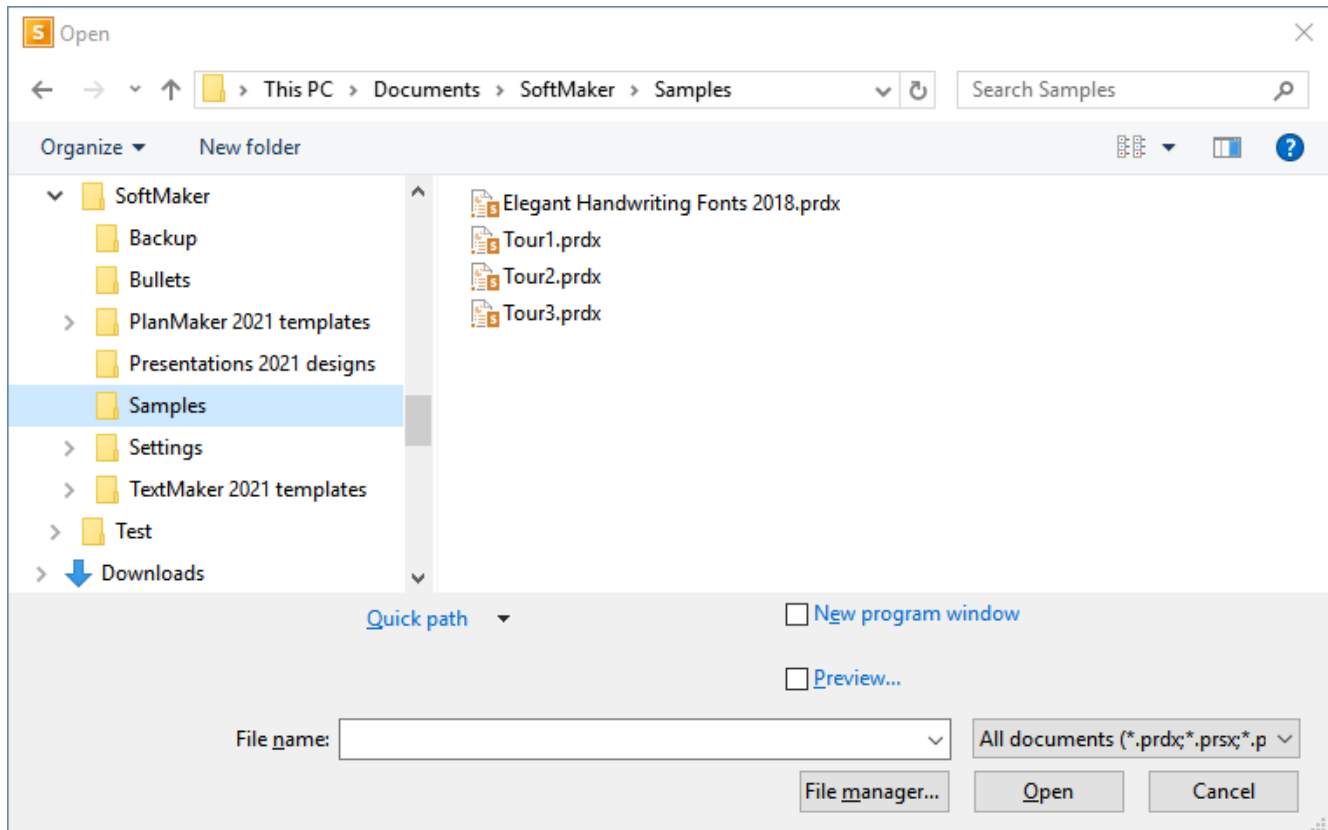 Open
This PC > Documents > SoftMaker > Samples
Search Samples
Organize
New folder
SoftMaker
Backup
Bullets
PlanMaker 2021 templates
Presentations 2021 designs
Samples
Settings
TextMaker 2021 templates
Test
Downloads
Elegant Handwriting Fonts 2018.prdx
Tour1.prdx
Tour2.prdx
Tour3.prdx
Quick path
New program window
Preview...
File name:
All documents (*.prdx;*.prsx;*.p
File manager...
Open
Cancel